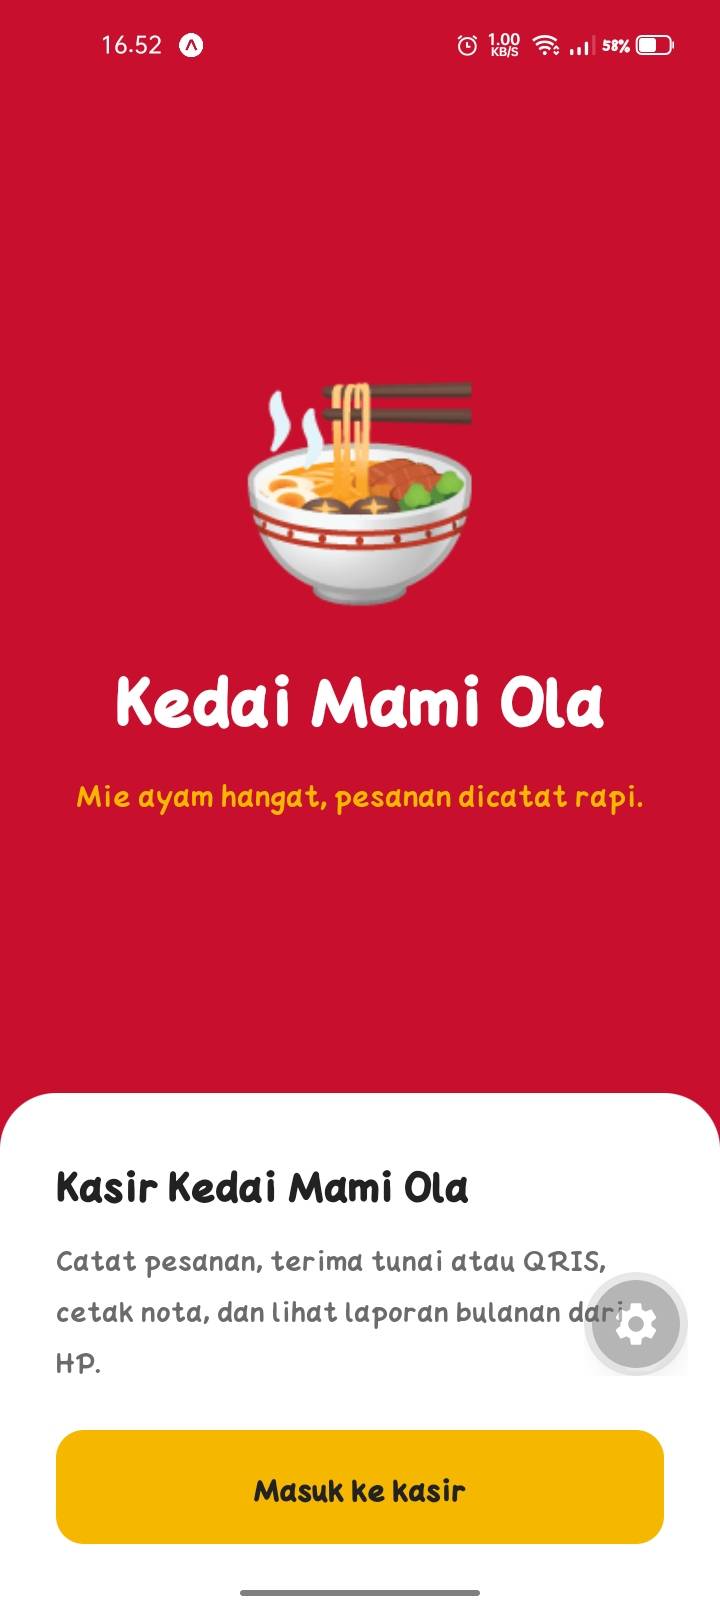 16.52
1.00
KB/S
58%
Kedai Mami Ola
Mie ayam hangat, pesanan dicatat rapi.
Kasir Kedai Mami Ola
Catat pesanan, terima tunai atau QRIS,
cetak nota, dan lihat laporan bulanan dari
HP.
Masuk ke kasir